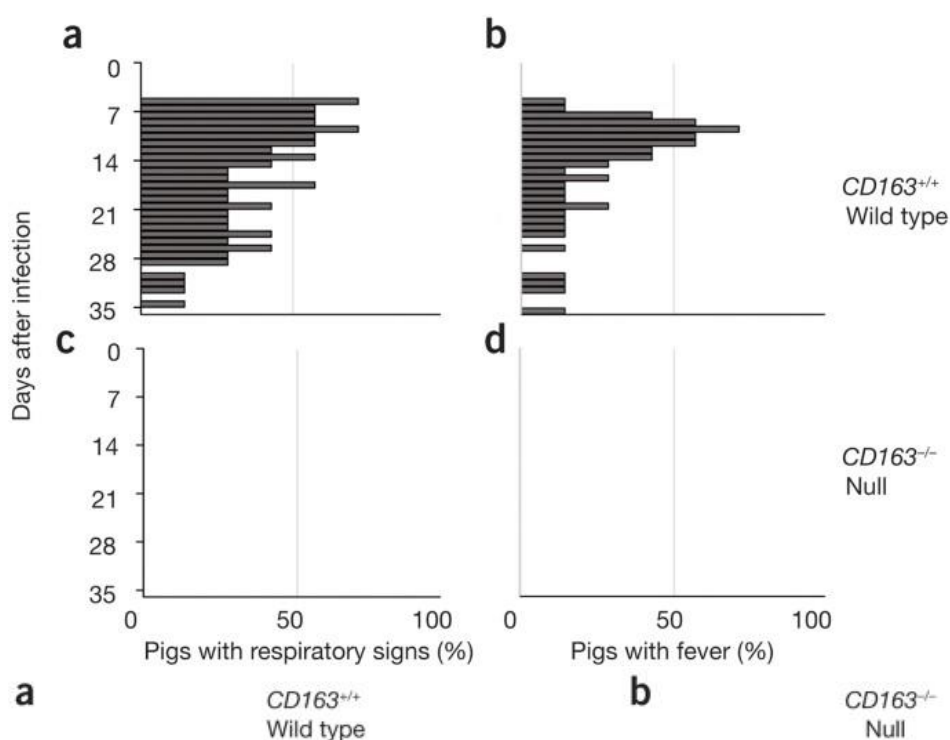 a
b
0
7
14
21
28
35
CD163+/+
Wild type
Days after infection
c
d
0
7
14
21
28
35
CD163−/−
Null
0 50 100
0 50 100
Pigs with respiratory signs (%)
Pigs with fever (%)
a
CD163+/+
Wild type
b
CD163−/−
Null